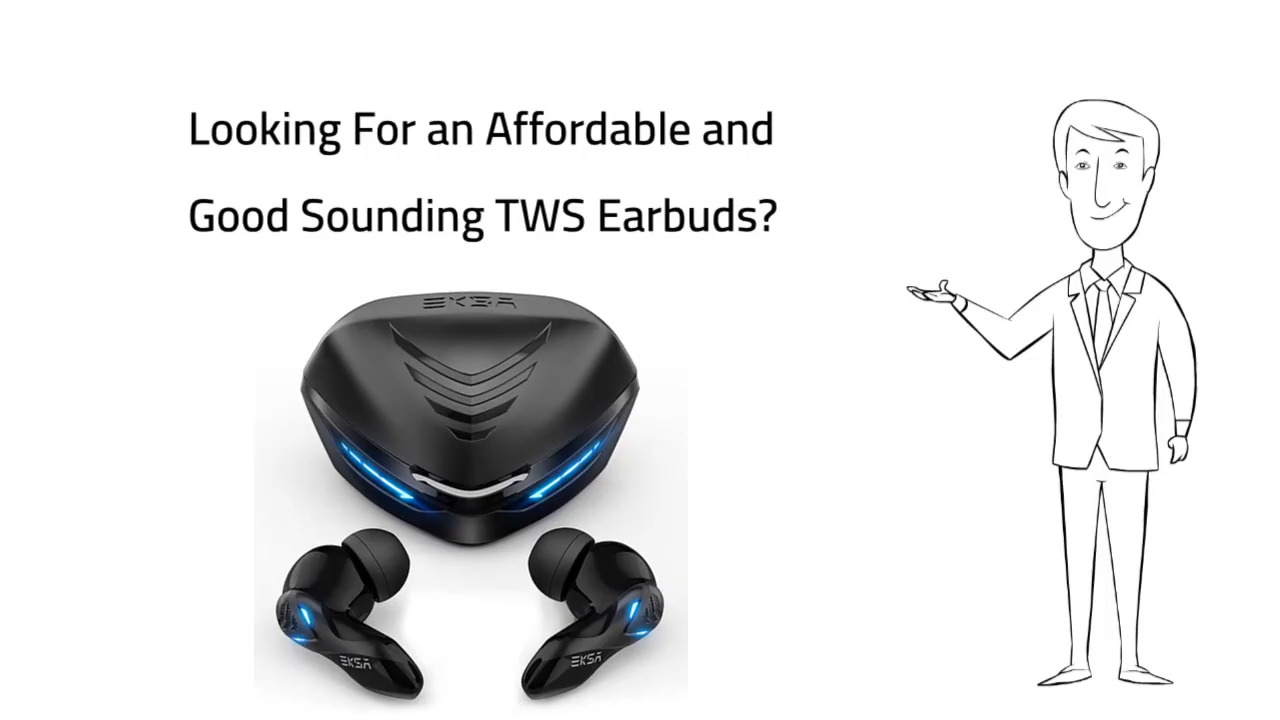 Looking For an Affordable and
Good Sounding TWS Earbuds?
EKSA
EKSA
EKSA